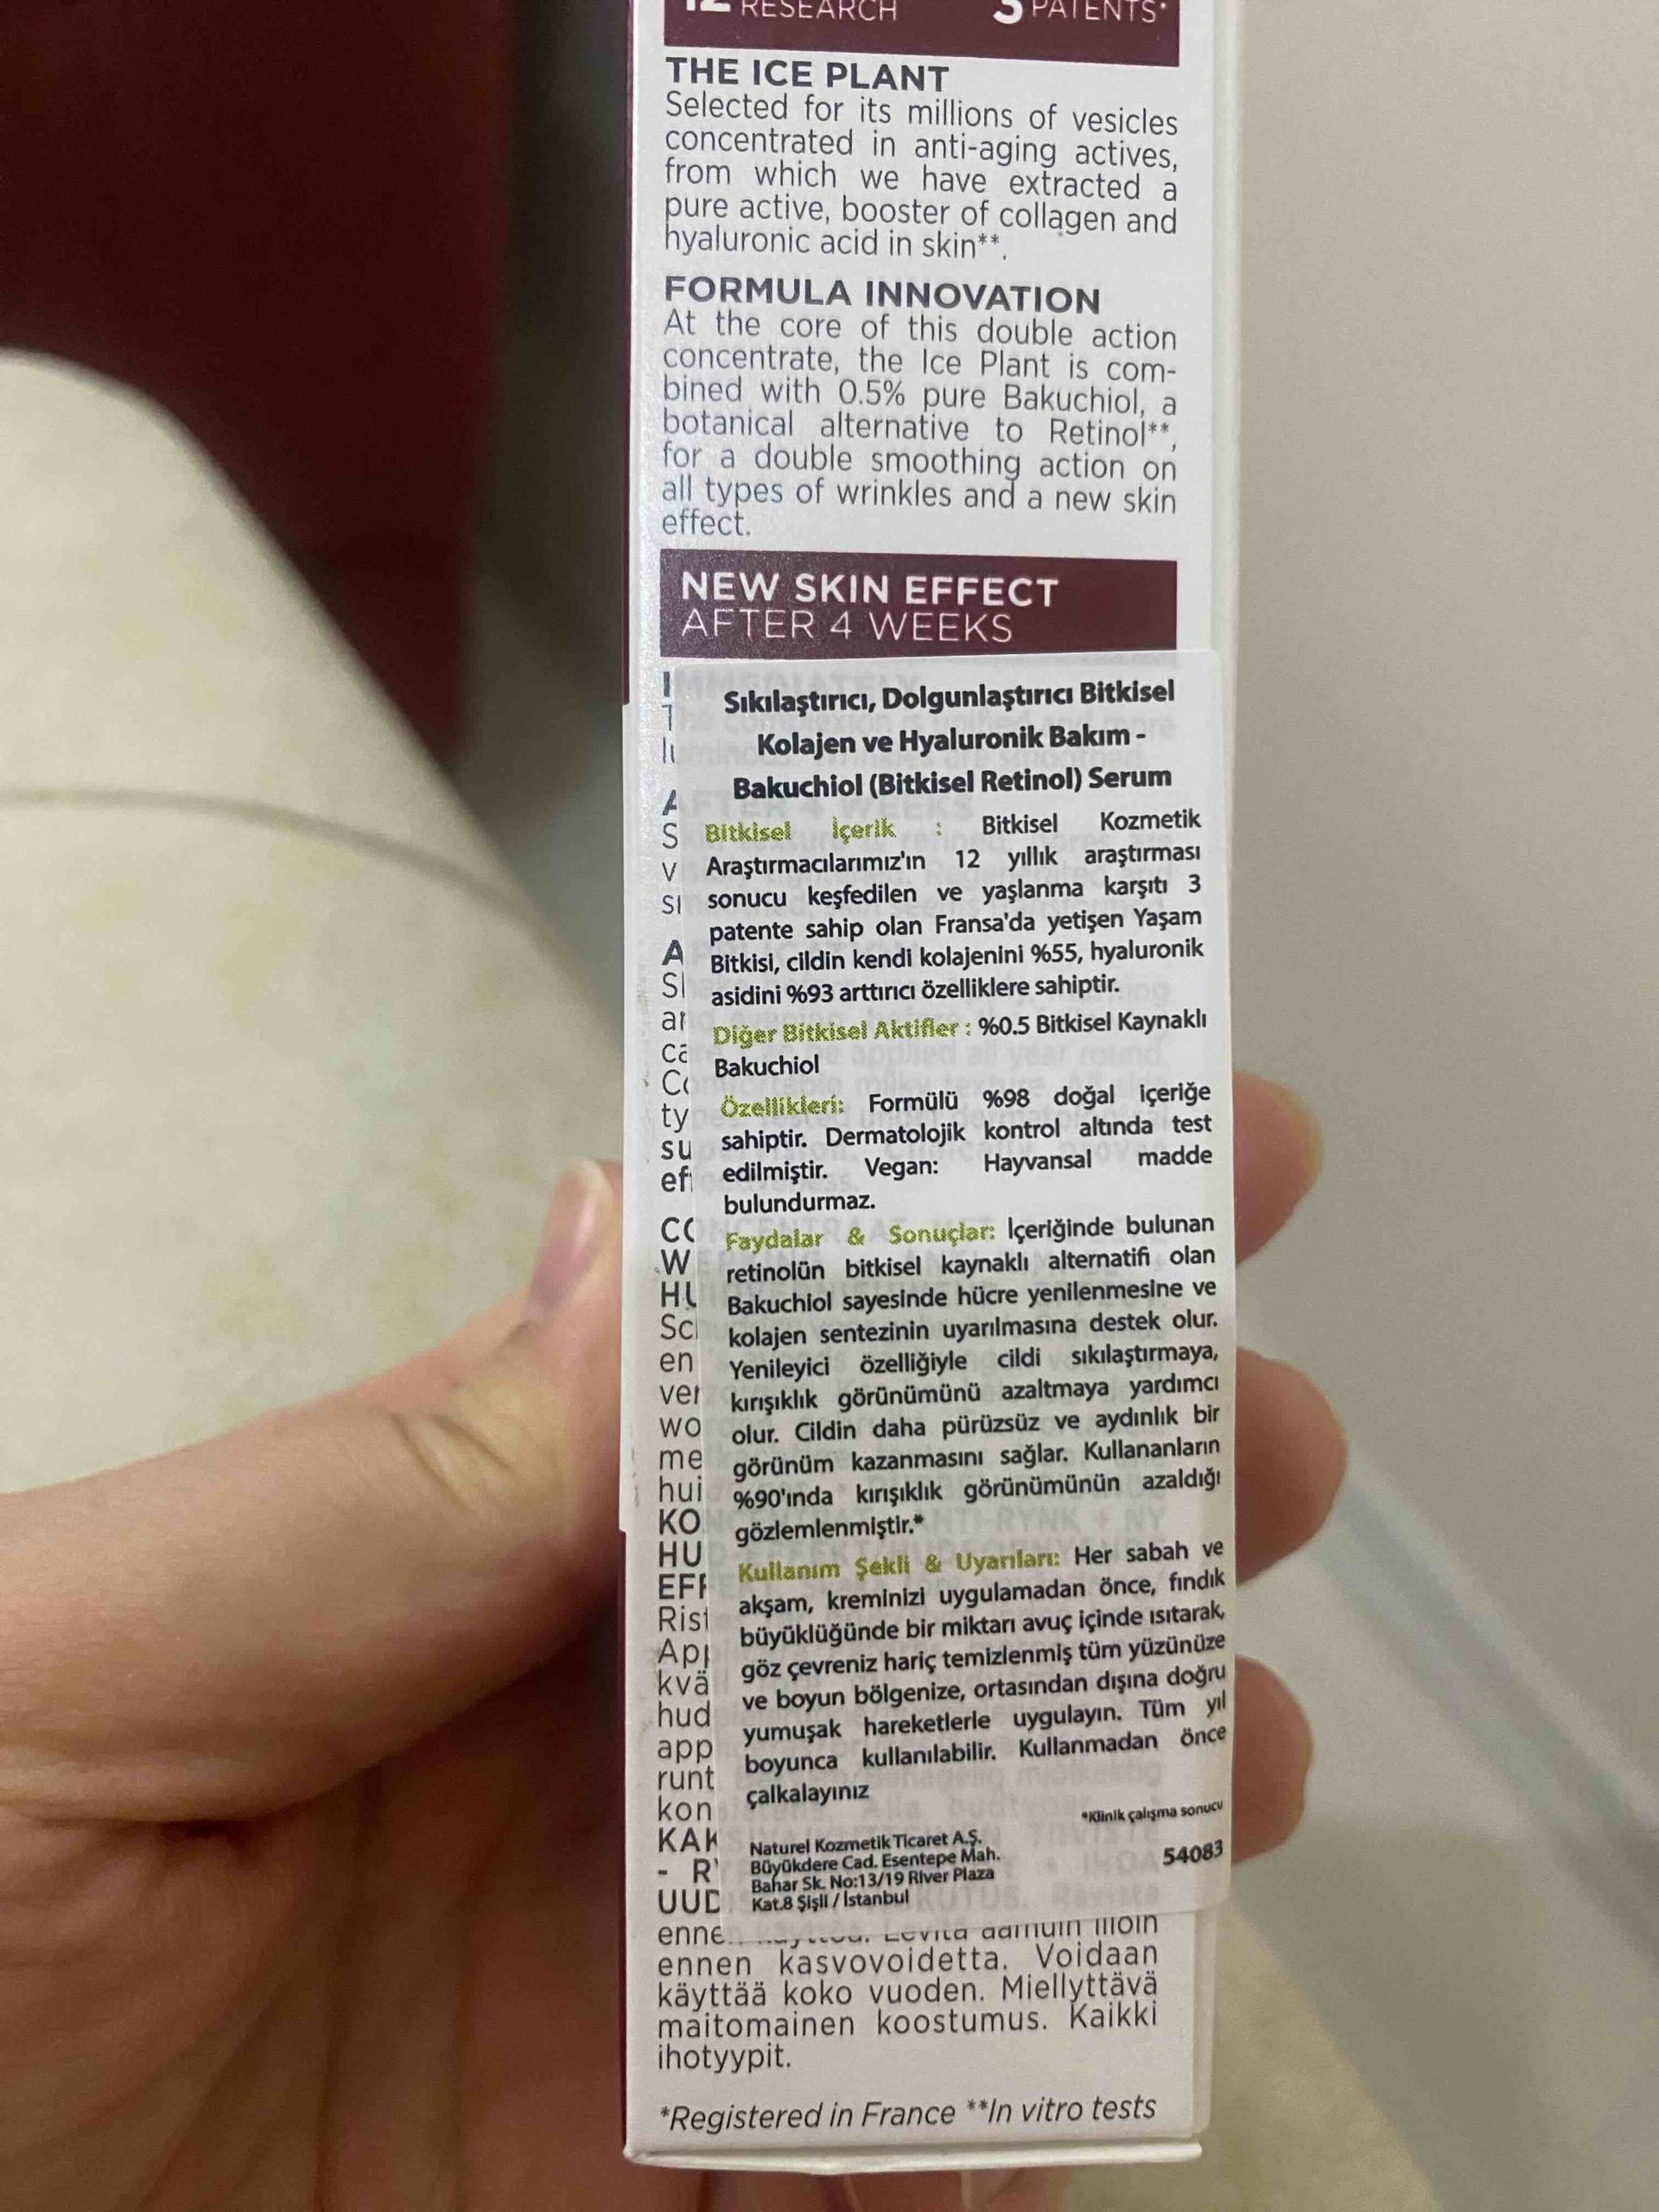 12 RESEARCH 3 PATENTS*
THE ICE PLANT
Selected for its millions of vesicles
concentrated in anti-aging actives,
from which we have extracted a
pure active, booster of collagen and
hyaluronic acid in skin**.
FORMULA INNOVATION
At the core of this double action
concentrate, the Ice Plant is com-
bined with 0.5% pure Bakuchiol, a
botanical alternative to Retinol**,
for a double smoothing action on
all types of wrinkles and a new skin
effect.
NEW SKIN EFFECT
AFTER 4 WEEKS
Sıkılaştırıcı, Dolgunlaştırıcı Bitkisel
Kolajen ve Hyaluronik Bakım -
Bakuchiol (Bitkisel Retinol) Serum
Bitkisel İçerik : Bitkisel Kozmetik
Araştırmacılarımız'ın 12 yıllık araştırması
sonucu keşfedilen ve yaşlanma karşıtı 3
patente sahip olan Fransa'da yetişen Yaşam
Bitkisi, cildin kendi kolajenini %55, hyaluronik
asidini %93 arttırıcı özelliklere sahiptir.
Diğer Bitkisel Aktifler : %0.5 Bitkisel Kaynaklı
Bakuchiol
Özellikleri: Formülü %98 doğal içeriğe
sahiptir. Dermatolojik kontrol altında test
edilmiştir. Vegan: Hayvansal madde
bulundurmaz.
Faydalar & Sonuçlar: İçeriğinde bulunan
retinolün bitkisel kaynaklı alternatifi olan
Bakuchiol sayesinde hücre yenilenmesine ve
kolajen sentezinin uyarılmasına destek olur.
Yenileyici özelliğiyle cildi sıkılaştırmaya,
kırışıklık görünümünü azaltmaya yardımcı
olur. Cildin daha pürüzsüz ve aydınlık bir
görünüm kazanmasını sağlar. Kullananların
%90'ında kırışıklık görünümünün azaldığı
gözlemlenmiştir.*
Kullanım Şekli & Uyarıları: Her sabah ve
akşam, kreminizi uygulamadan önce, fındık
büyüklüğünde bir miktarı avuç içinde ısıtarak,
göz çevreniz hariç temizlenmiş tüm yüzünüze
ve boyun bölgenize, ortasından dışına doğru
yumuşak hareketlerle uygulayın. Tüm yıl
boyunca kullanılabilir. Kullanmadan önce
çalkalayınız
*Klinik çalışma sonucu
Naturel Kozmetik Ticaret A.Ş.
Büyükdere Cad. Esentepe Mah.
Bahar Sk. No:13/19 River Plaza
Kat.8 Şişli / İstanbul
54083
ennen kasvovoidetta. Voidaan
käyttää koko vuoden. Miellyttävä
maitomainen koostumus. Kaikki
ihotyypit.
*Registered in France **In vitro tests